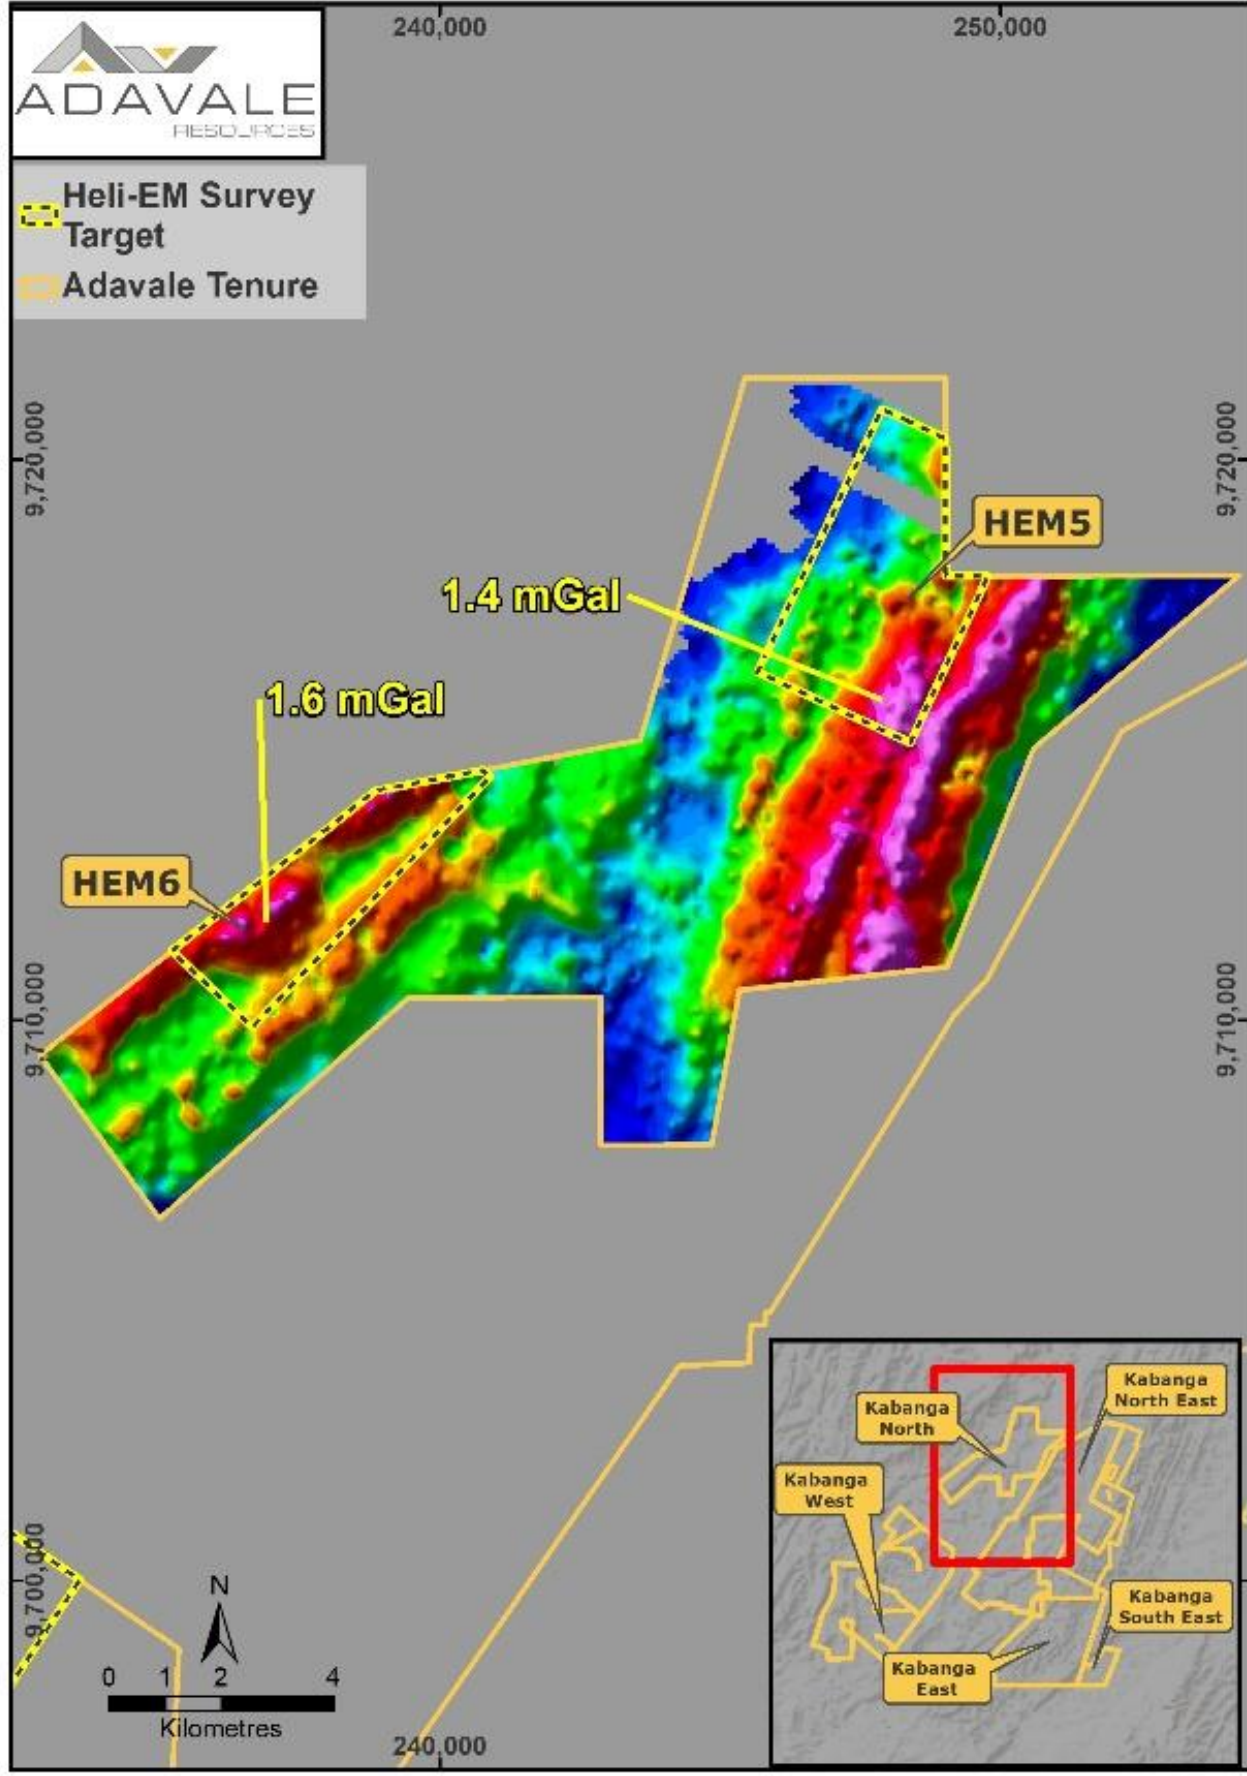 240,000
250,000
ADAVALE
RESOURCES
Heli-EM Survey
Target
Adavale Tenure
9,720,000
9,720,000
HEM5
1.4 mGal
1.6 mGal
HEM6
9,710,000
9,710,000
Kabanga
North East
Kabanga
North
Kabanga
West
Kabanga
South East
Kabanga
East
9,700,000
N
0 1 2 4
Kilometres
240,000